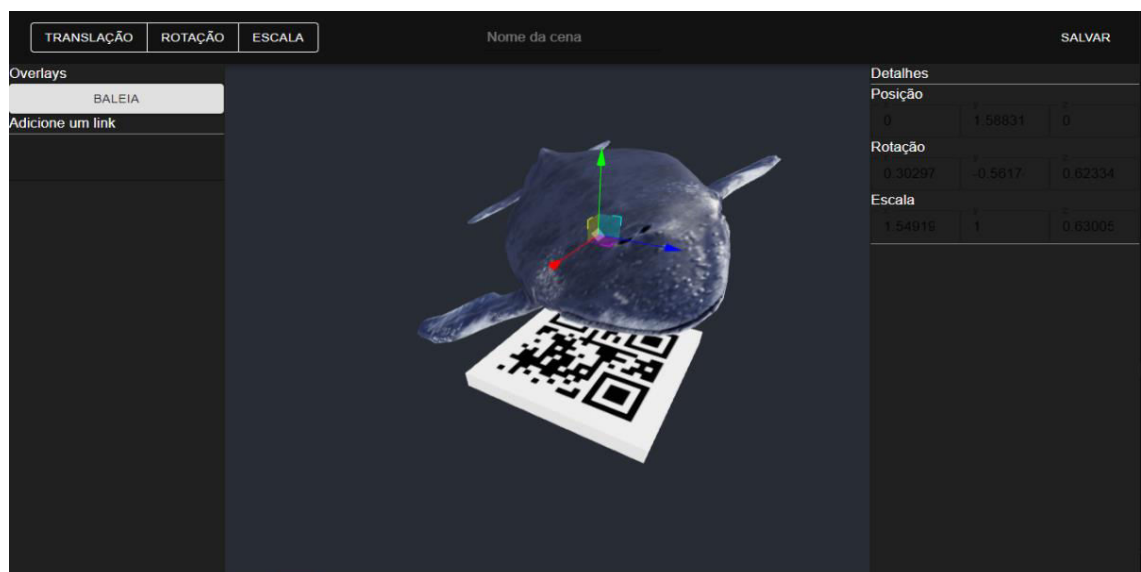 TRANSLAÇÃO ROTAÇÃO ESCALA Nome da cena SALVAR
Overlays
BALEIA
Adicione um link
Detalhes
Posição
0 1.58831 0
Rotação
0.30297 -0.5617 0.62334
Escala
1.54919 1 0.63005